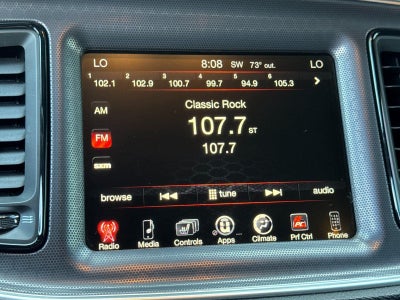 LO 8:08 SW 73° out. LO
1 102.1 2 102.9 3 100.7 4 99.7 5 94.9 6 105.3
AM
Classic Rock
FM
107.7 ST
107.7
sxm
browse tune audio
Radio Media Controls Apps Climate Prf Ctrl Phone